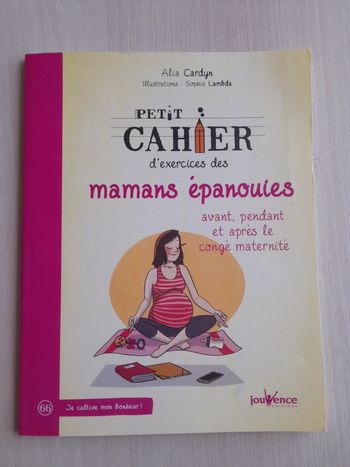 Alia Cardyn
Illustrations : Sophie Lambda
PETIT
CAHIER
d'exercices des
mamans épanouies
avant, pendant
et après le
congé maternité
66
Je cultive mon bonheur !
jouvence
EDITIONS